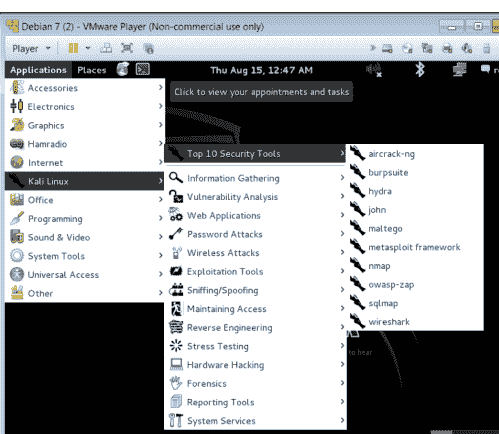 Debian 7 (2) - VMware Player (Non-commercial use only)
Player
Applications Places Thu Aug 15, 12:47 AM
Click to view your appointments and tasks
Accessories
Electronics
Graphics
Hamradio
Internet
Kali Linux
Office
Programming
Sound & Video
System Tools
Universal Access
Other
Top 10 Security Tools
Information Gathering
Vulnerability Analysis
Web Applications
Password Attacks
Wireless Attacks
Exploitation Tools
Sniffing/Spoofing
Maintaining Access
Reverse Engineering
Stress Testing
Hardware Hacking
Forensics
Reporting Tools
System Services
aircrack-ng
burpsuite
hydra
john
maltego
metasploit framework
nmap
owasp-zap
sqlmap
wireshark
to hear